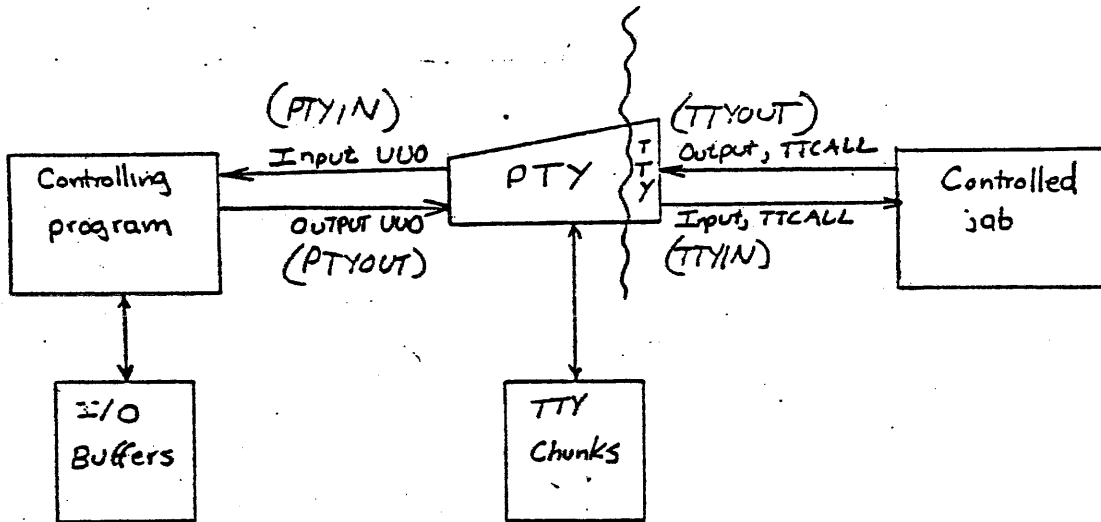 (PTYIN)
Input UUO
Controlling
program
OUTPUT UUO
(PTYOUT)
PTY
TTY
(TTYOUT)
Output, TTCALL
Input, TTCALL
(TTYIN)
Controlled
job
I/O
Buffers
TTY
Chunks